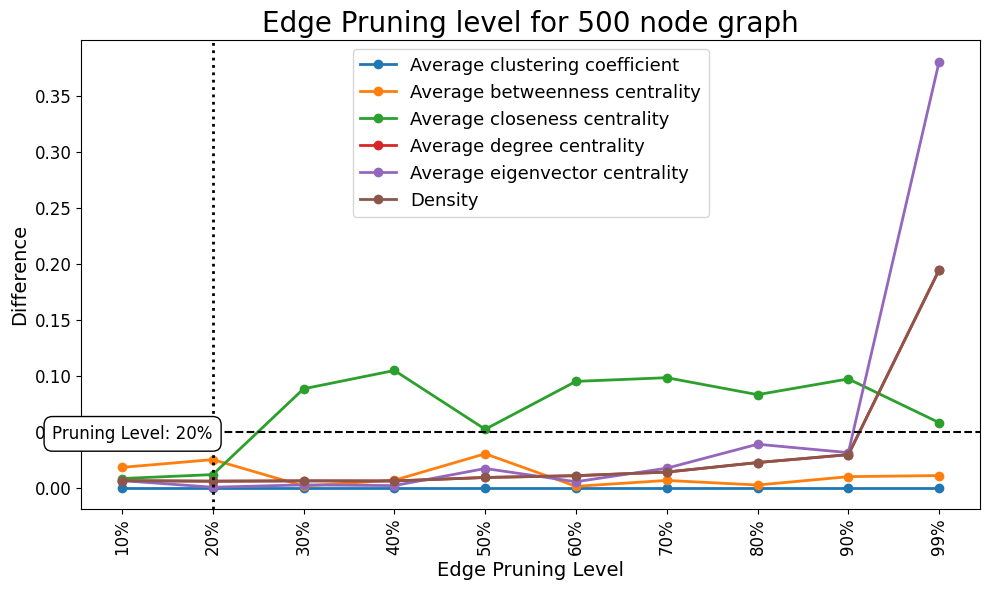 Edge Pruning level for 500 node graph
Average clustering coefficient
Average betweenness centrality
Average closeness centrality
Average degree centrality
Average eigenvector centrality
Density
Difference
0.35
0.30
0.25
0.20
0.15
0.10
0.00
Pruning Level: 20%
10%
20%
30%
40%
50%
60%
70%
80%
90%
99%
Edge Pruning Level